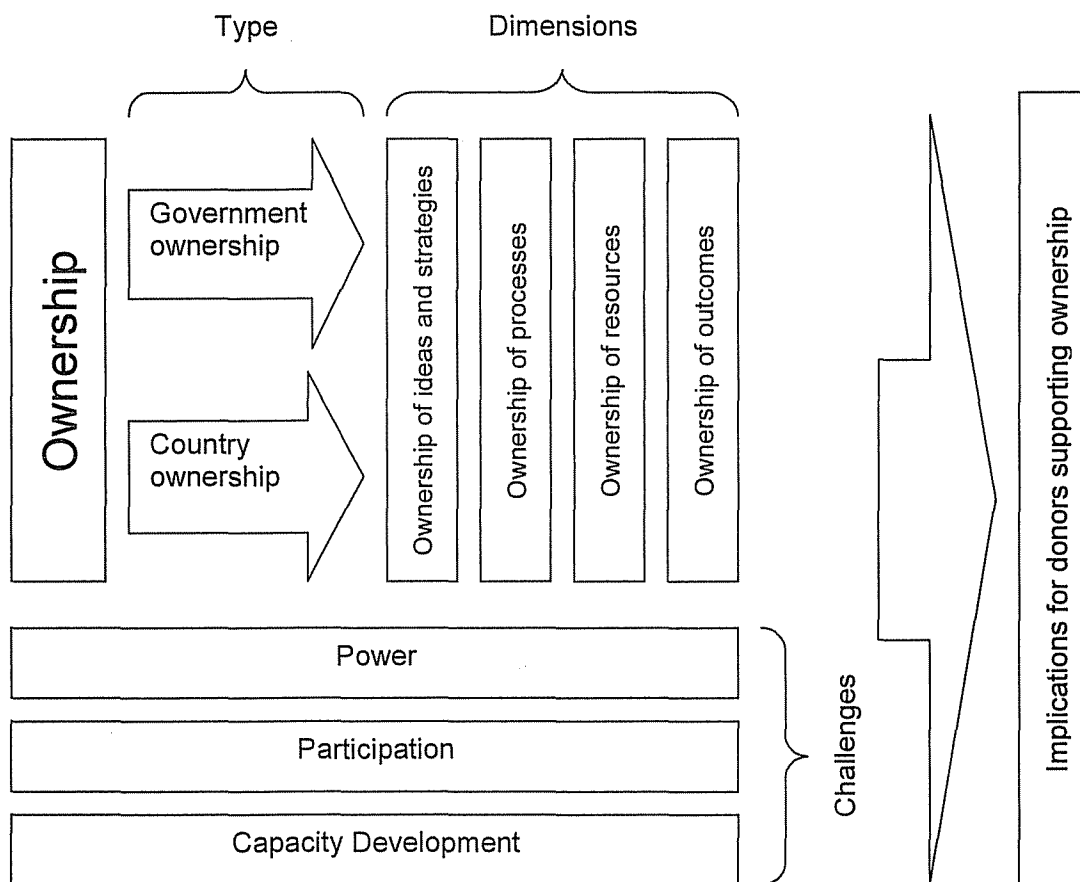 Type
Dimensions
Ownership
Government
ownership
Country
ownership
Ownership of ideas and strategies
Ownership of processes
Ownership of resources
Ownership of outcomes
Power
Participation
Capacity Development
Challenges
Implications for donors supporting ownership